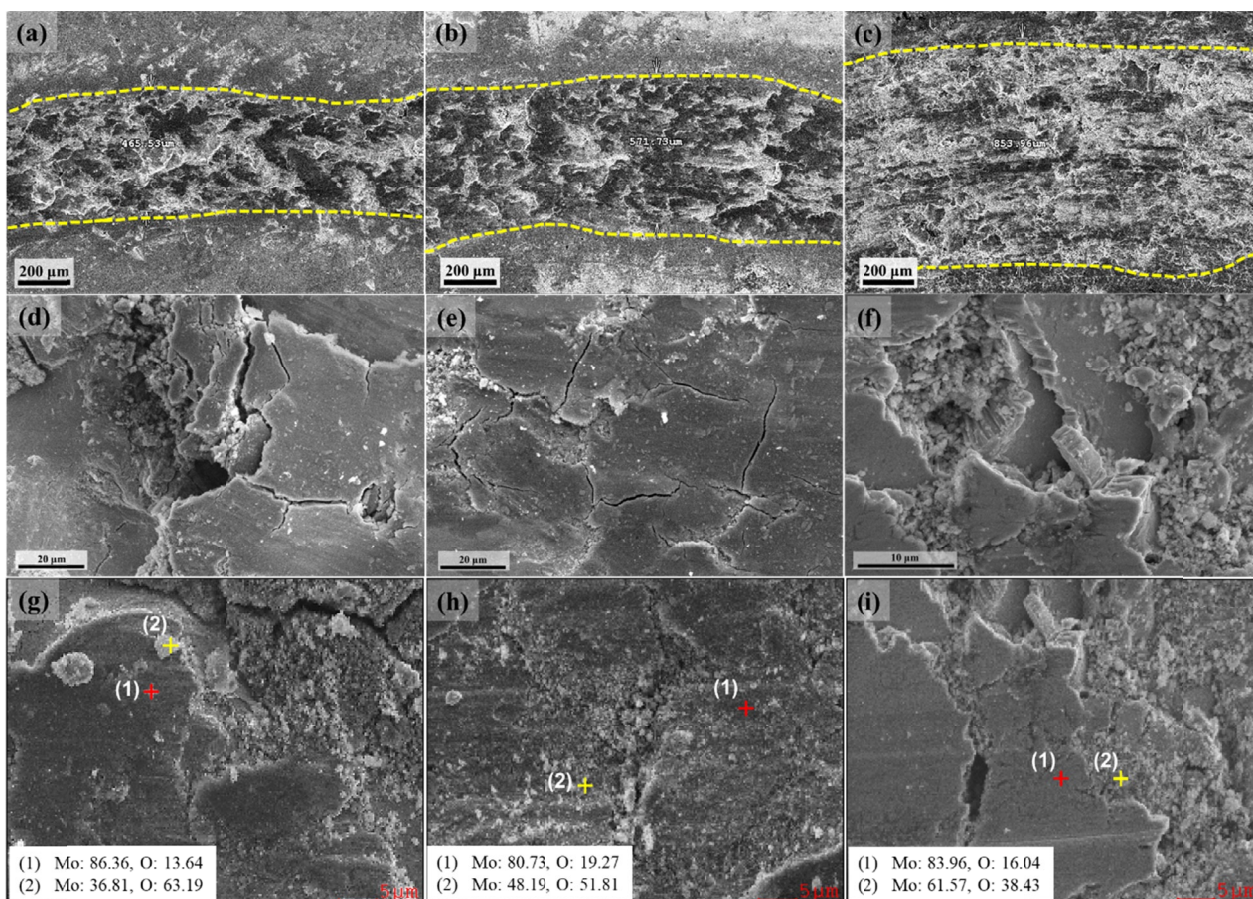 (a)
465.53um
200 μm
(b)
571.73um
200 μm
(c)
853.56um
200 μm
(d)
20 μm
(e)
20 μm
(f)
10 μm
(g)
(2)
(1)
(1) Mo: 86.36, O: 13.64
(2) Mo: 36.81, O: 63.19
5μm
(h)
(1)
(2)
(1) Mo: 80.73, O: 19.27
(2) Mo: 48.19, O: 51.81
5μm
(i)
(1)
(2)
(1) Mo: 83.96, O: 16.04
(2) Mo: 61.57, O: 38.43
5μm